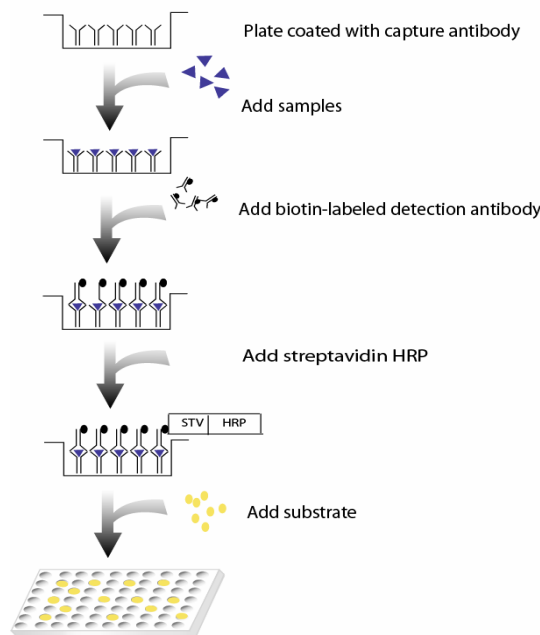 Plate coated with capture antibody
Add samples
Add biotin-labeled detection antibody
Add streptavidin HRP
STV HRP
Add substrate